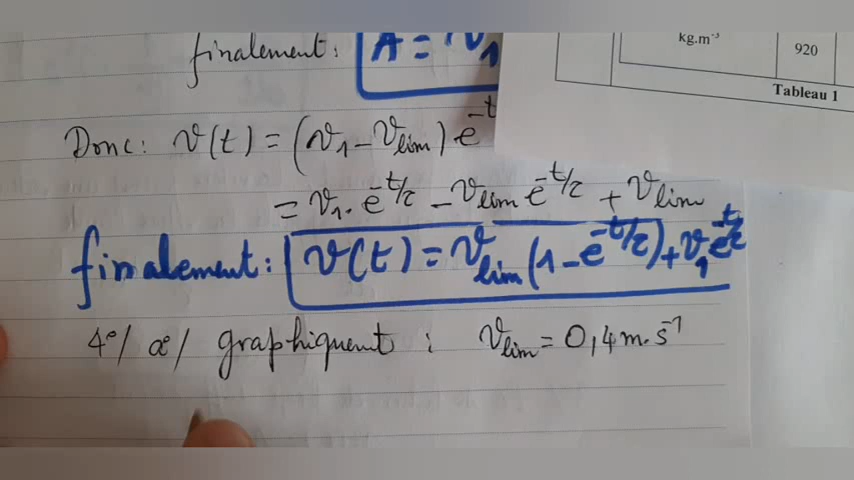 finalement: A = v₁
kg.m⁻³
920
Tableau 1
Donc: v(t) = (v₁ - v_lim) e^-t
= v₁. e^-t/τ - v_lim e^-t/τ + v_lim
finalement: v(t) = v_lim (1 - e^-t/τ) + v₁ e^-t/τ
4°/ a/ graphiquemt : v_lim = 0,4 m.s⁻¹